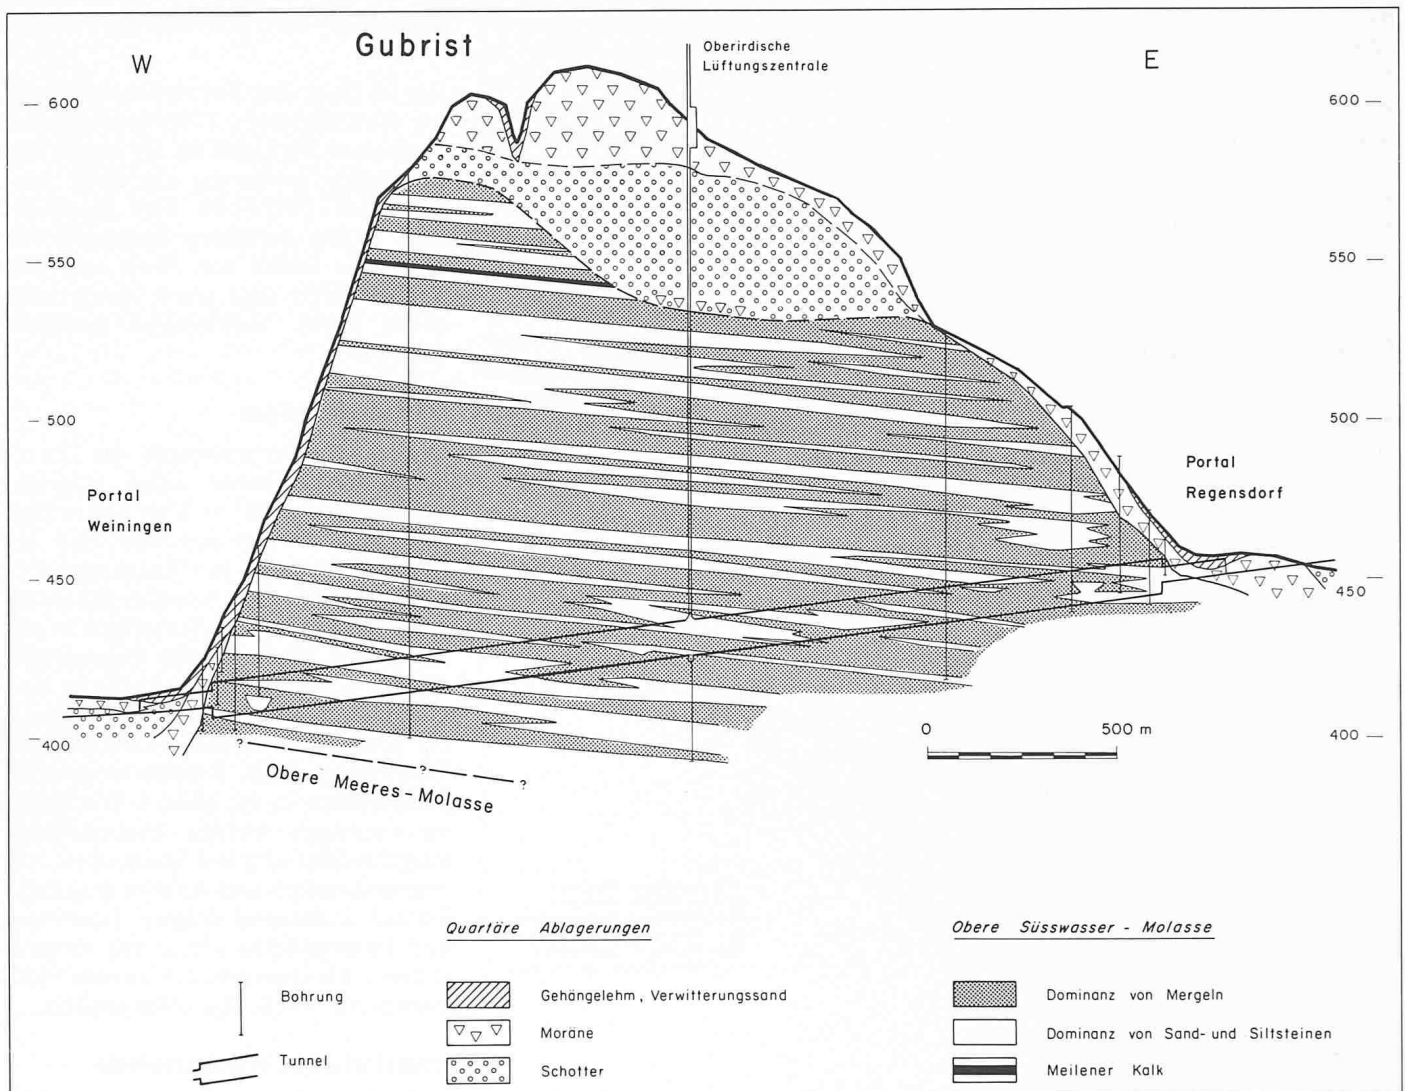 Gubrist
W
E
Oberirdische
Lüftungszentrale
600
550
500
450
400
600
550
500
450
400
Portal
Weiningen
Portal
Regensdorf
0
500 m
?
?
?
Obere Meeres-Molasse
Bohrung
Tunnel
Quartäre Ablagerungen
Gehängelehm, Verwitterungssand
Moräne
Schotter
Obere Süsswasser - Molasse
Dominanz von Mergeln
Dominanz von Sand- und Siltsteinen
Meilener Kalk